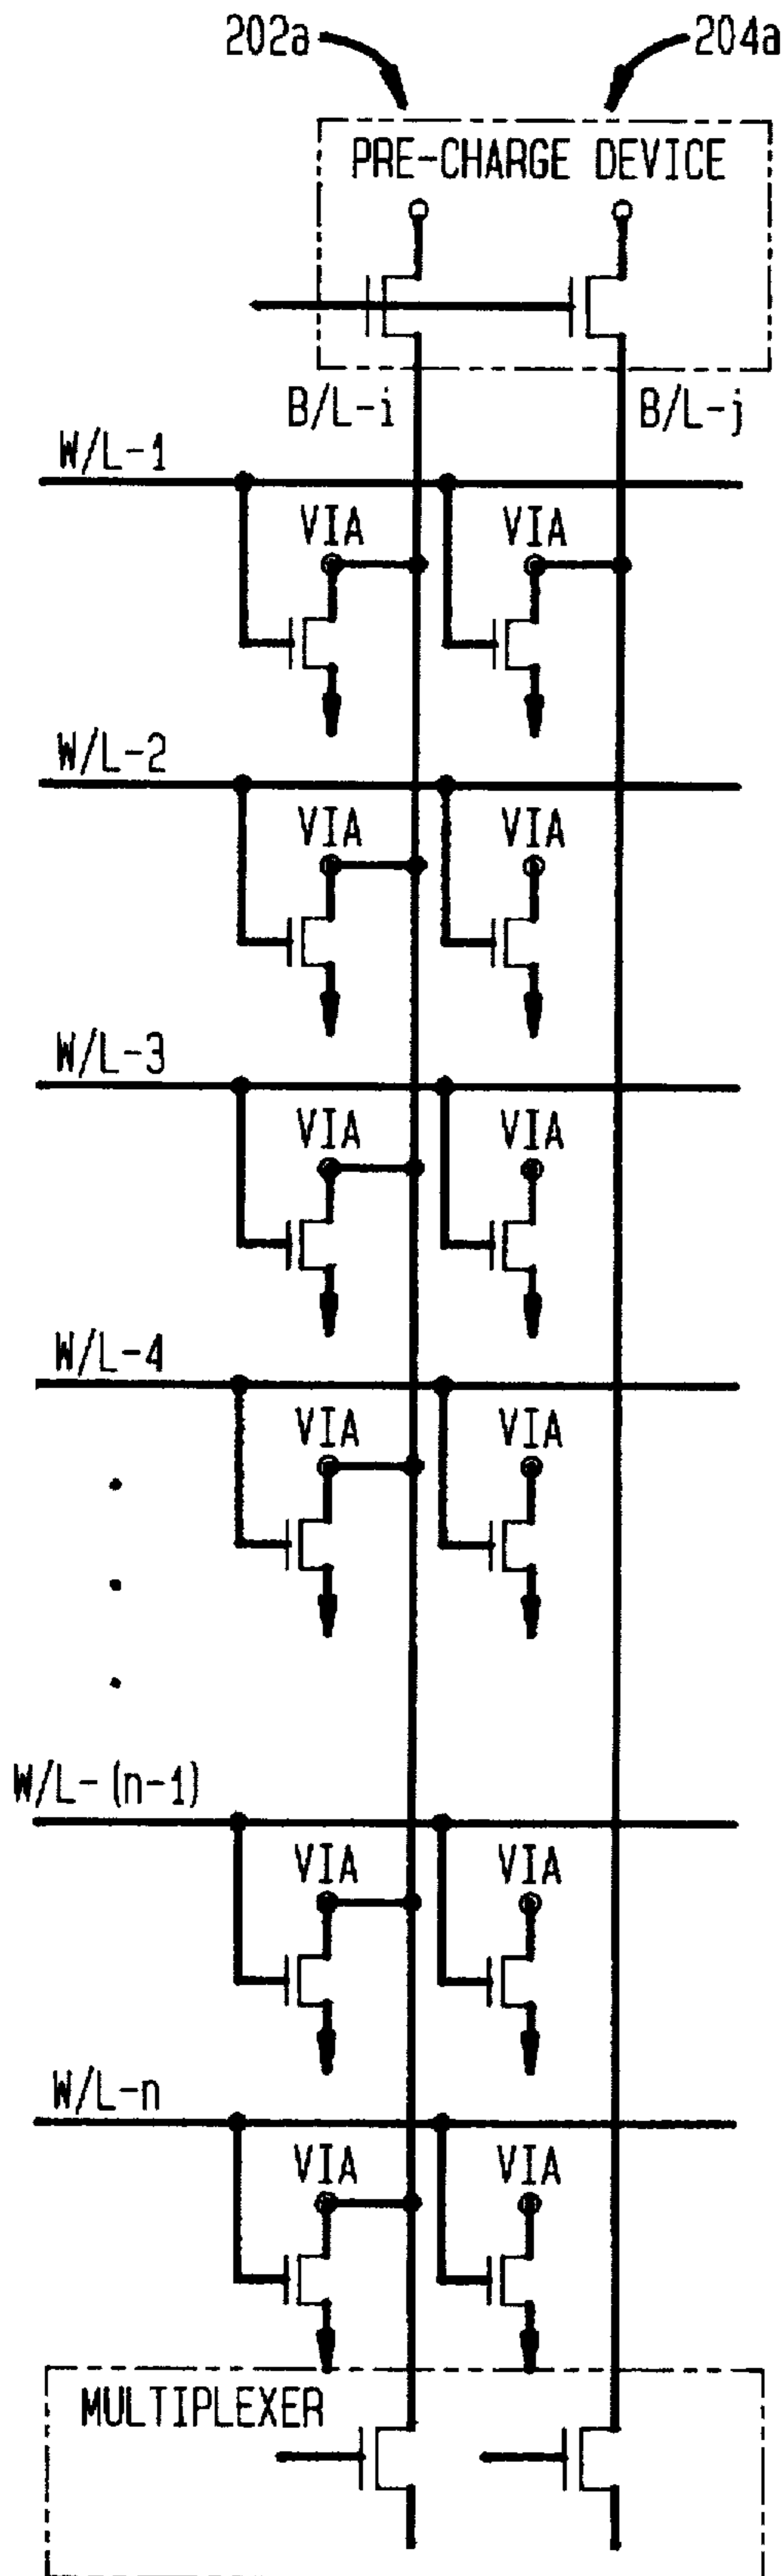 202a 204a
PRE-CHARGE DEVICE
B/L-i B/L-j
W/L-1
VIA VIA
W/L-2
VIA VIA
W/L-3
VIA VIA
W/L-4
VIA VIA
W/L-(n-1)
VIA VIA
W/L-n
VIA VIA
MULTIPLEXER